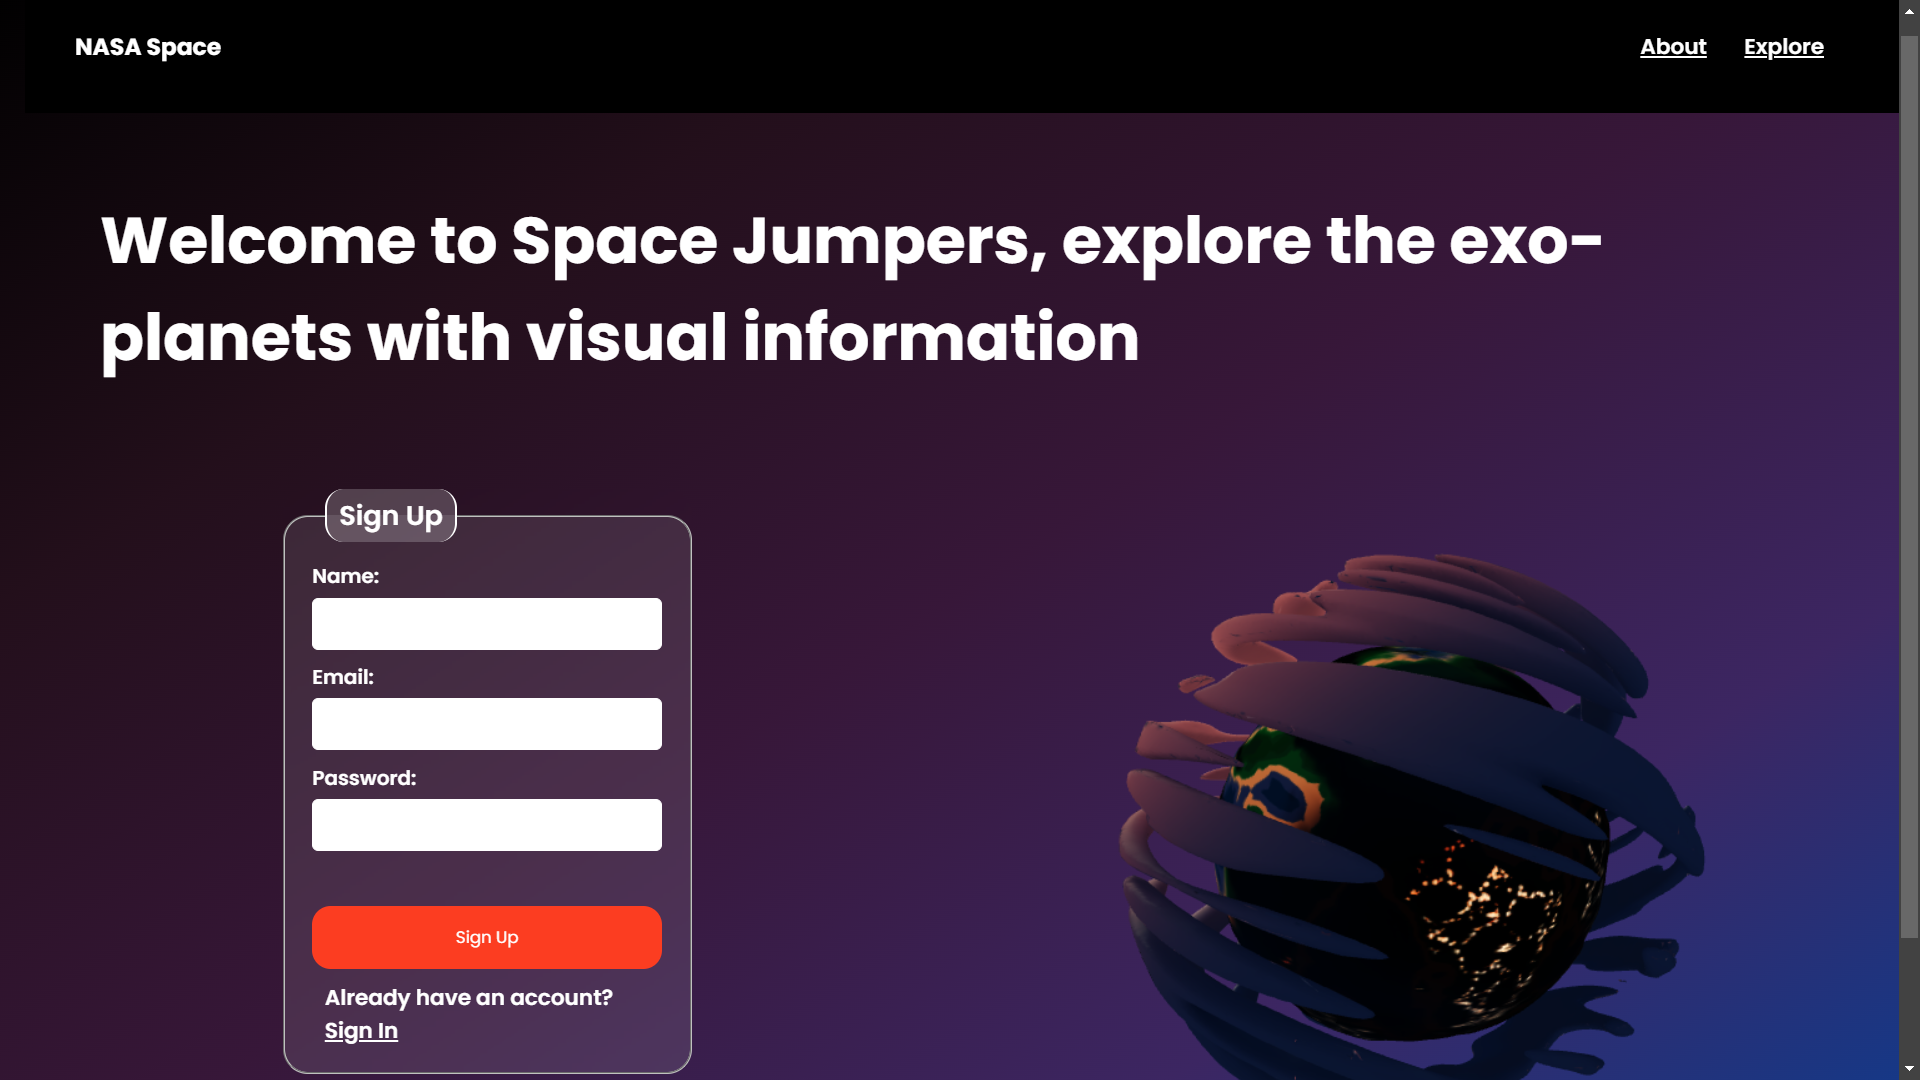 NASA Space
About
Explore
Welcome to Space Jumpers, explore the exo-
planets with visual information
Sign Up
Name:
Email:
Password:
Sign Up
Already have an account?
Sign In